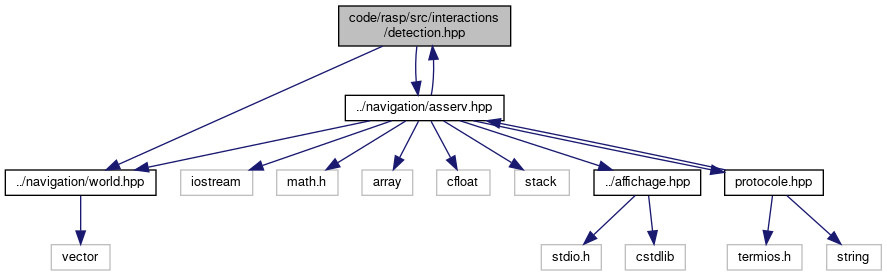 code/rasp/src/interactions
/detection.hpp
../navigation/asserv.hpp
../navigation/world.hpp
iostream
math.h
array
cfloat
stack
../affichage.hpp
protocole.hpp
vector
stdio.h
cstdlib
termios.h
string